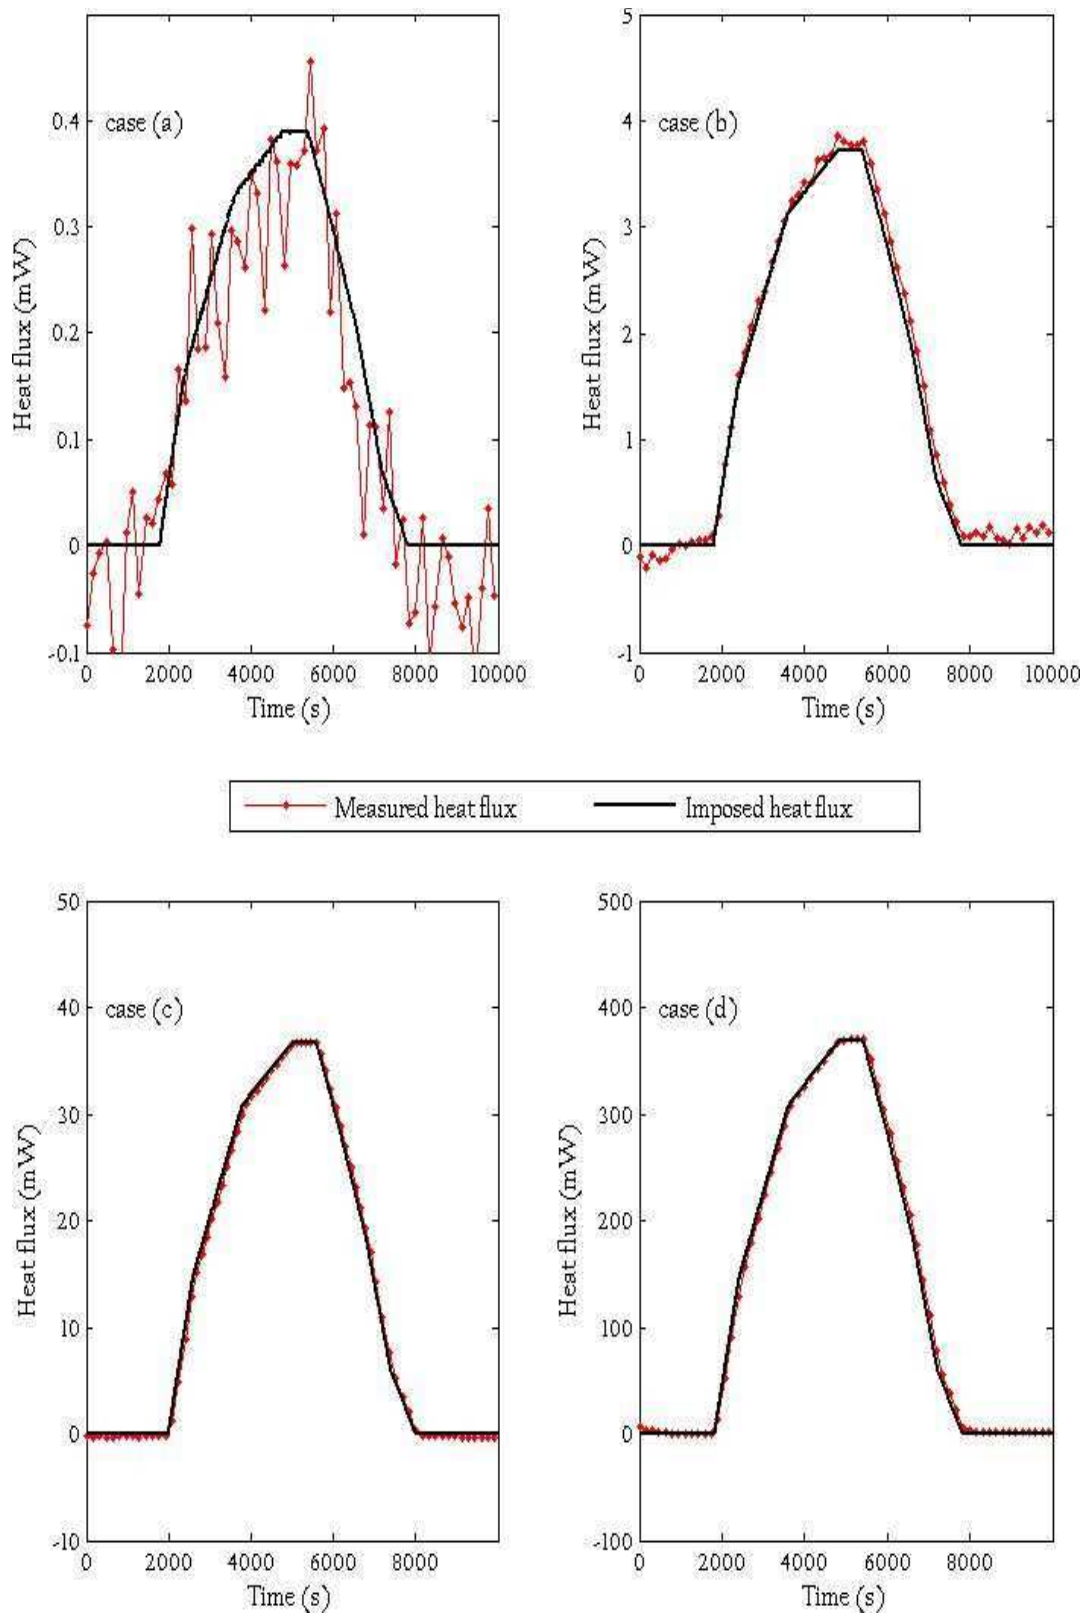 case (a)
0.4
0.3
0.2
0.1
0
-0.1
Heat flux (mW)
0 2000 4000 6000 8000 10000
Time (s)
5
case (b)
4
3
2
1
0
-1
Heat flux (mW)
0 2000 4000 6000 8000 10000
Time (s)
Measured heat flux Imposed heat flux
50
case (c)
40
30
20
10
0
-10
Heat flux (mW)
0 2000 4000 6000 8000
Time (s)
500
case (d)
400
300
200
100
0
-100
Heat flux (mW)
0 2000 4000 6000 8000
Time (s)